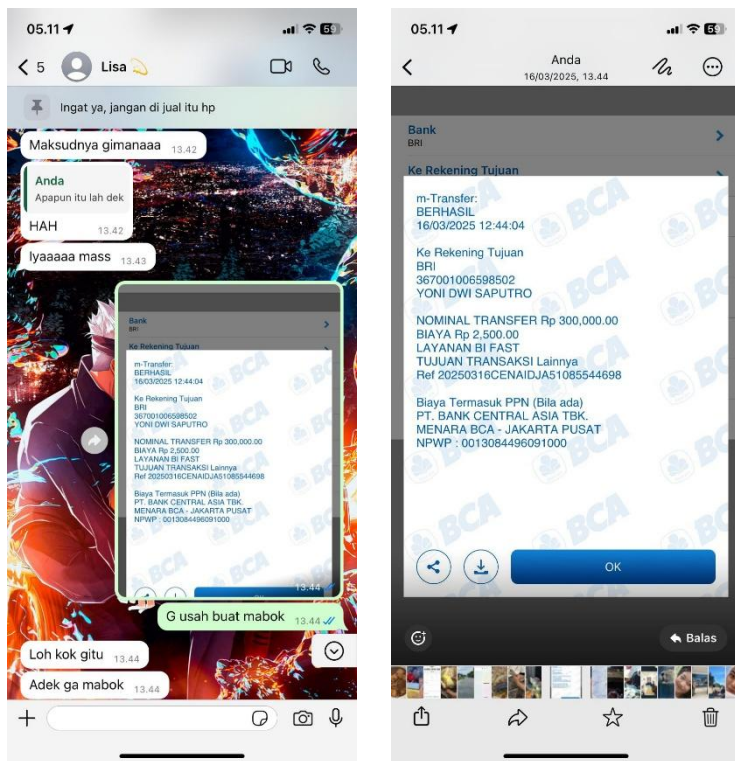 05.11
59
5
Lisa
Ingat ya, jangan di jual itu hp
Maksudnya gimanaaa 13.42
Anda
Apapun itu lah dek
HAH 13.42
Iyaaaaa mass 13.43
Bank
BRI
Ke Rekening Tujuan
m-Transfer:
BERHASIL
16/03/2025 12:44:04
Ke Rekening Tujuan
BRI
367001006598502
YONI DWI SAPUTRO
NOMINAL TRANSFER Rp 300,000.00
BIAYA Rp 2,500.00
LAYANAN BI FAST
TUJUAN TRANSAKSI Lainnya
Ref 20250316CENAIDJA51085544698
Biaya Termasuk PPN (Bila ada)
PT. BANK CENTRAL ASIA TBK.
MENARA BCA - JAKARTA PUSAT
NPWP : 0013084496091000
BCA
13.44
G usah buat mabok 13.44
Loh kok gitu 13.44
Adek ga mabok 13.44
05.11
59
Anda
16/03/2025, 13.44
Bank
BRI
Ke Rekening Tujuan
m-Transfer:
BERHASIL
16/03/2025 12:44:04
Ke Rekening Tujuan
BRI
367001006598502
YONI DWI SAPUTRO
NOMINAL TRANSFER Rp 300,000.00
BIAYA Rp 2,500.00
LAYANAN BI FAST
TUJUAN TRANSAKSI Lainnya
Ref 20250316CENAIDJA51085544698
Biaya Termasuk PPN (Bila ada)
PT. BANK CENTRAL ASIA TBK.
MENARA BCA - JAKARTA PUSAT
NPWP : 0013084496091000
BCA
OK
Balas